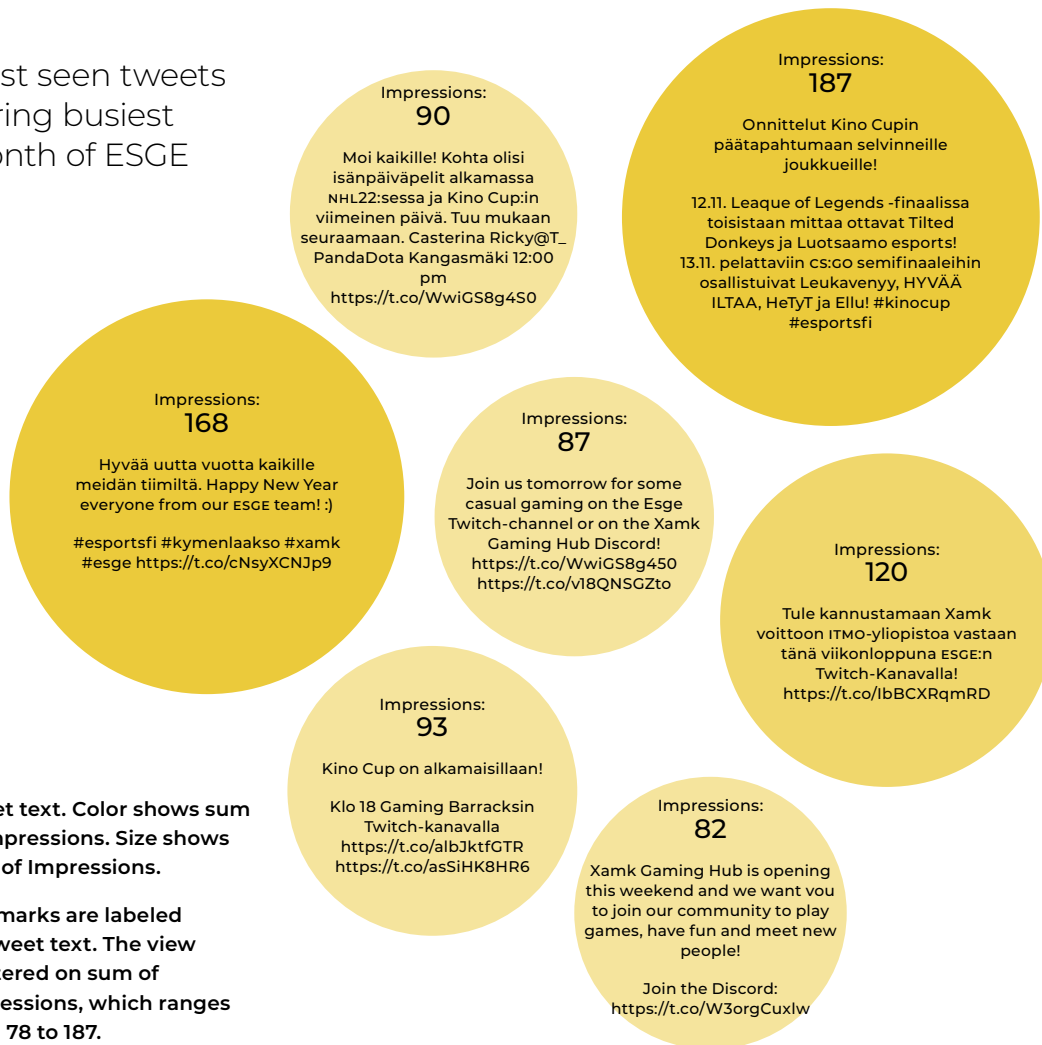 st seen tweets
ring busiest
onth of ESGE
Impressions:
90
Moi kaikille! Kohta olisi
isänpäiväpelit alkamassa
NHL22:sessa ja Kino Cup:in
viimeinen päivä. Tuu mukaan
seuraamaan. Casterina Ricky@T_
PandaDota Kangasmäki 12:00
pm
https://t.co/WwiGS8g4S0
Impressions:
187
Onnittelut Kino Cupin
päätapahtumaan selvinneille
joukkueille!
12.11. Leaque of Legends -finaalissa
toisistaan mittaa ottavat Tilted
Donkeys ja Luotsaamo esports!
13.11. pelattaviin CS:GO semifinaaleihin
osallistuivat Leukavenyy, HYVÄÄ
ILTAA, HeTyT ja Ellu! #kinocup
#esportsfi
Impressions:
168
Hyvää uutta vuotta kaikille
meidän tiimiltä. Happy New Year
everyone from our ESGE team! :)
#esportsfi #kymenlaakso #xamk
#esge https://t.co/cNsyXCNJp9
Impressions:
87
Join us tomorrow for some
casual gaming on the Esge
Twitch-channel or on the Xamk
Gaming Hub Discord!
https://t.co/WwiGS8g450
https://t.co/v18QNSGZto
Impressions:
120
Tule kannustamaan Xamk
voittoon ITMO-yliopistoa vastaan
tänä viikonloppuna ESGE:n
Twitch-Kanavalla!
https://t.co/IbBCXRqmRD
Impressions:
93
Kino Cup on alkamaisillaan!
Klo 18 Gaming Barracksin
Twitch-kanavalla
https://t.co/albJktfGTR
https://t.co/asSiHK8HR6
Impressions:
82
Xamk Gaming Hub is opening
this weekend and we want vou
to join our community to play
games, have fun and meet new
people!
Join the Discord:
https://t.co/W3orgCuxlw
et text. Color shows sum
mpressions. Size shows
of Impressions.
marks are labeled
weet text. The view
tered on sum of
essions, which ranges
78 to 187.